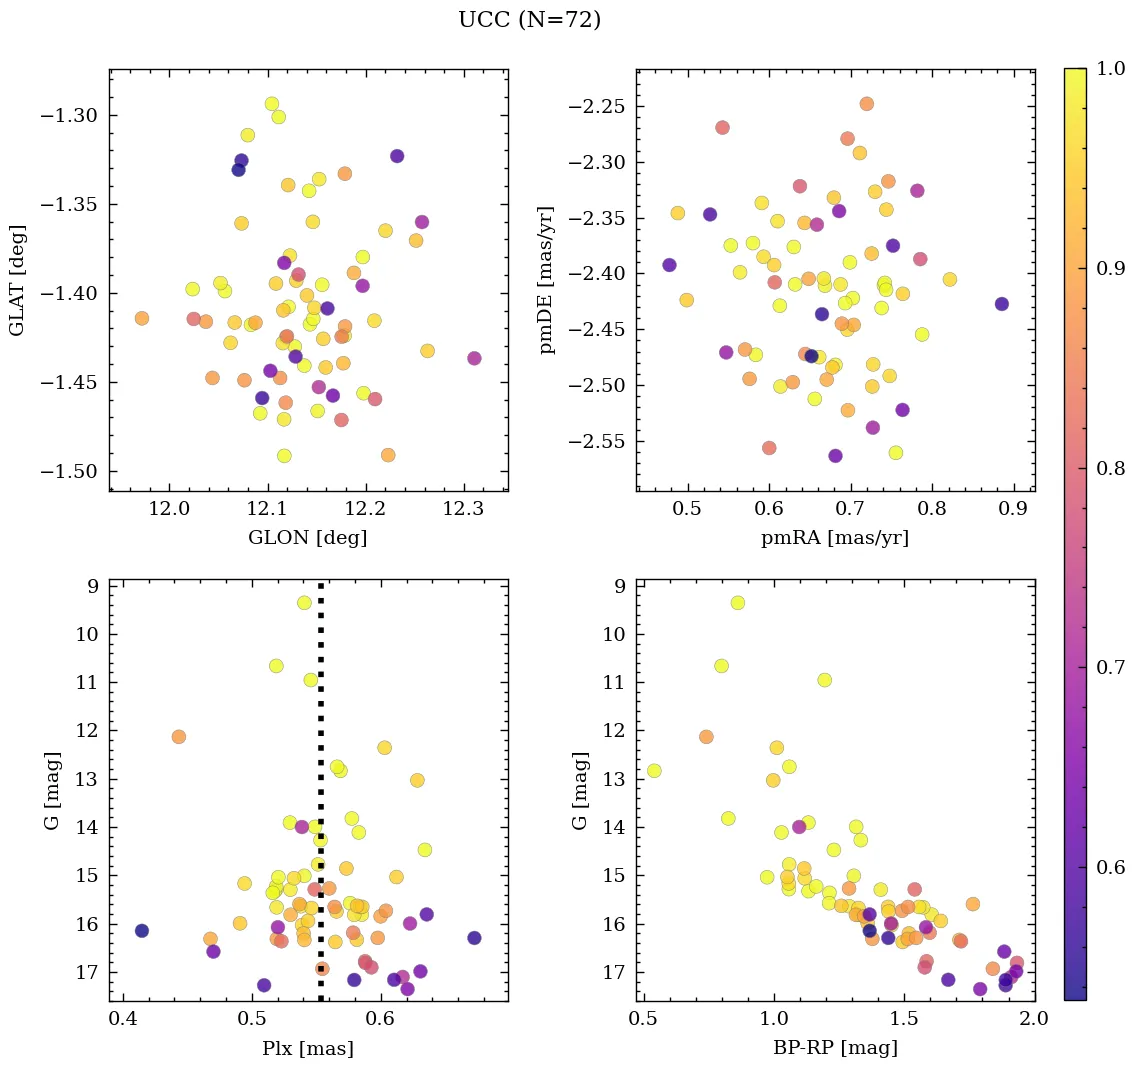 UCC (N=72)
−1.30
−1.35
−1.40
−1.45
−1.50
GLAT [deg]
12.0 12.1 12.2 12.3
GLON [deg]
−2.25
−2.30
−2.35
−2.40
−2.45
−2.50
−2.55
pmDE [mas/yr]
0.5 0.6 0.7 0.8 0.9
pmRA [mas/yr]
9
10
11
12
13
14
15
16
17
G [mag]
0.4 0.5 0.6
Plx [mas]
9
10
11
12
13
14
15
16
17
G [mag]
0.5 1.0 1.5 2.0
BP-RP [mag]
1.0
0.9
0.8
0.7
0.6